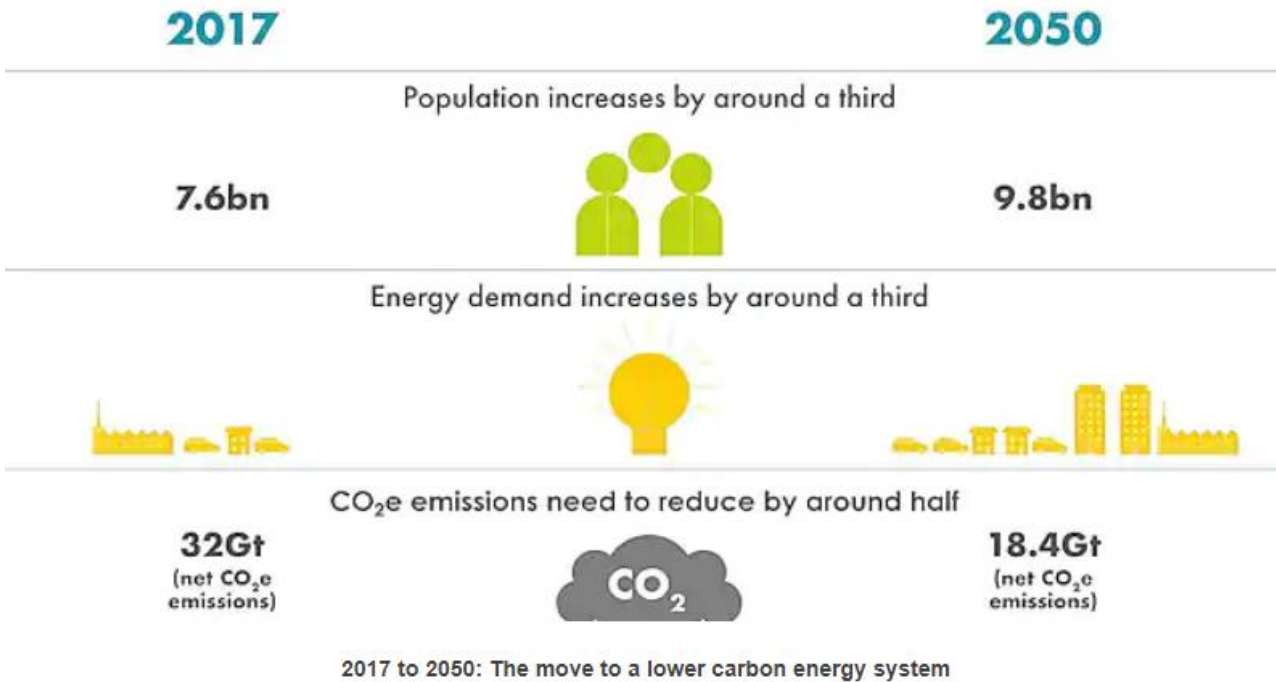 2017 2050
Population increases by around a third
7.6bn 9.8bn
Energy demand increases by around a third
CO₂e emissions need to reduce by around half
32Gt 18.4Gt
(net CO₂e (net CO₂e
emissions) emissions)
CO₂
2017 to 2050: The move to a lower carbon energy system